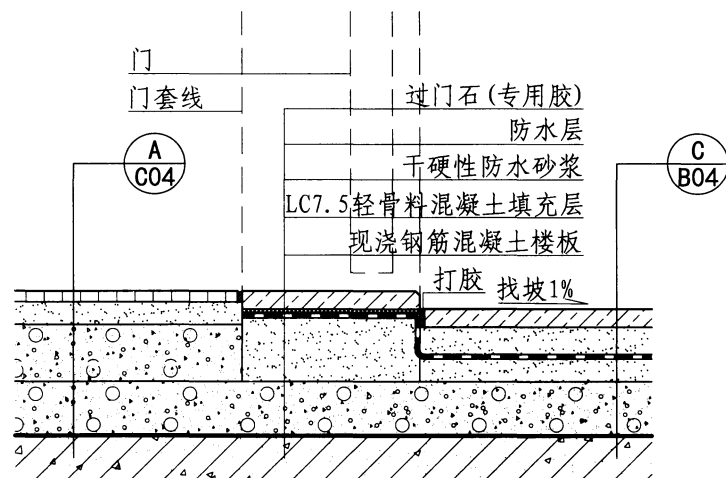 门
门套线
过门石(专用胶)
防水层
干硬性防水砂浆
LC7.5轻骨料混凝土填充层
现浇钢筋混凝土楼板
打胶 找坡1%
A
C04
C
B04